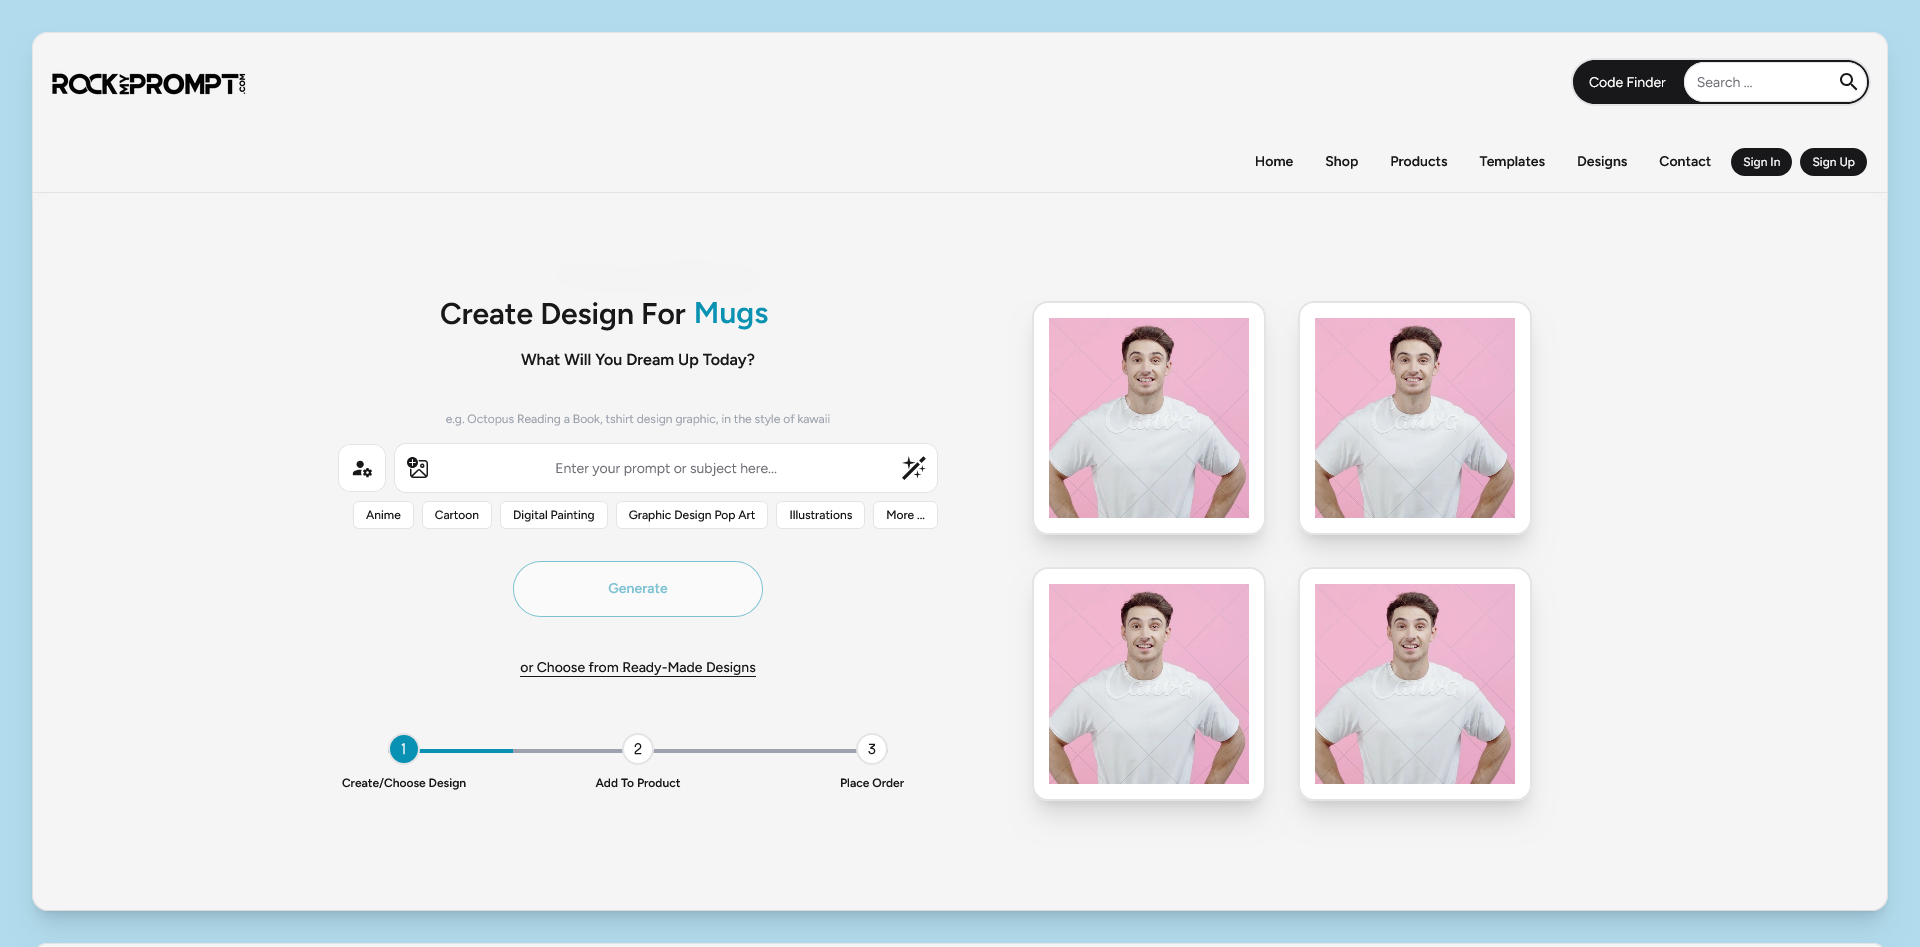 ROCKMYPROMPT.COM
Code Finder
Search ...
Home
Shop
Products
Templates
Designs
Contact
Sign In
Sign Up
Create Design For Mugs
What Will You Dream Up Today?
e.g. Octopus Reading a Book, tshirt design graphic, in the style of kawaii
Enter your prompt or subject here...
Anime
Cartoon
Digital Painting
Graphic Design Pop Art
Illustrations
More ...
Generate
or Choose from Ready-Made Designs
1
2
3
Create/Choose Design
Add To Product
Place Order
Canva
Canva
Canva
Canva